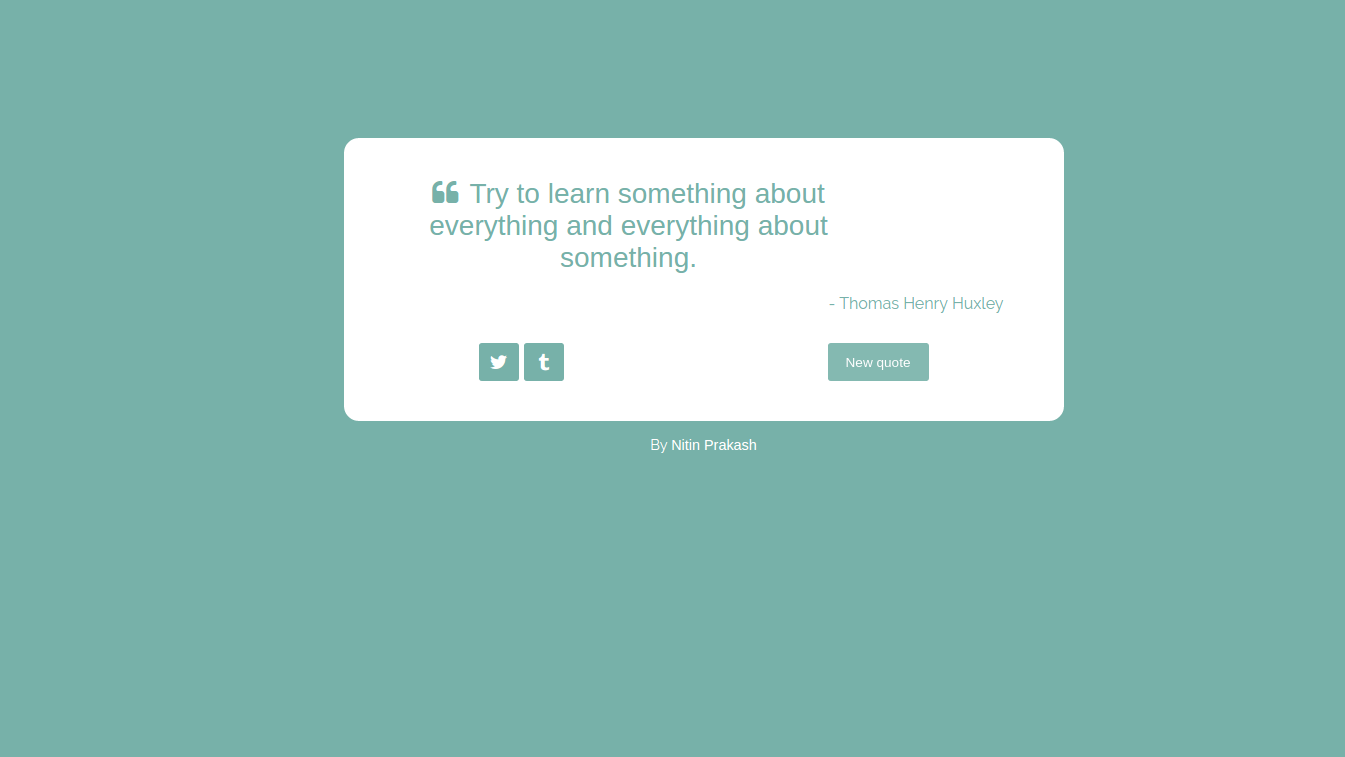 Try to learn something about
everything and everything about
something.
- Thomas Henry Huxley
New quote
By Nitin Prakash